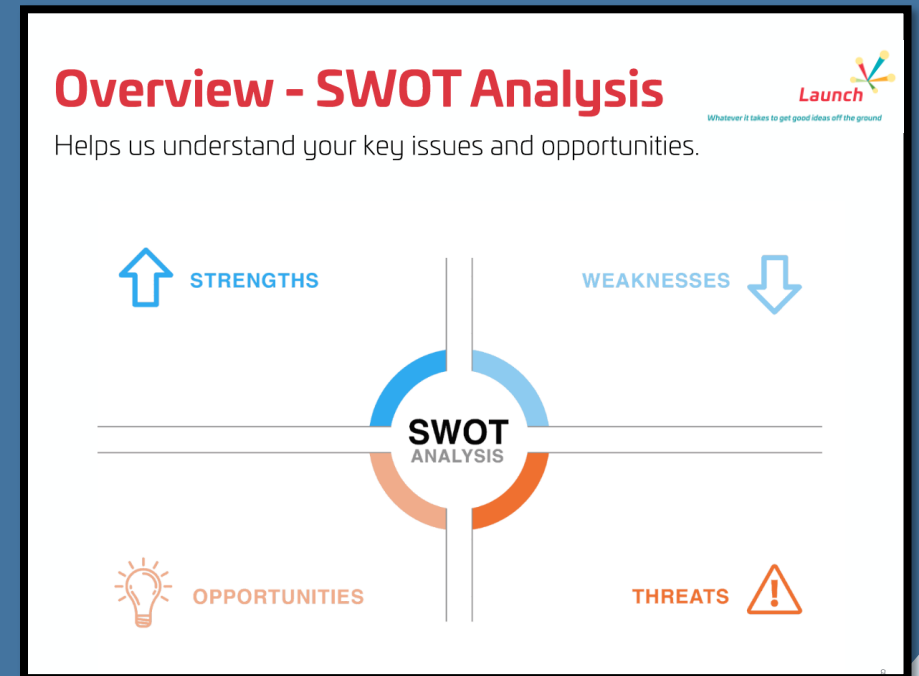 Overview - SWOT Analysis
Launch
Whatever it takes to get good ideas off the ground
Helps us understand your key issues and opportunities.
STRENGTHS
WEAKNESSES
SWOT
ANALYSIS
OPPORTUNITIES
THREATS